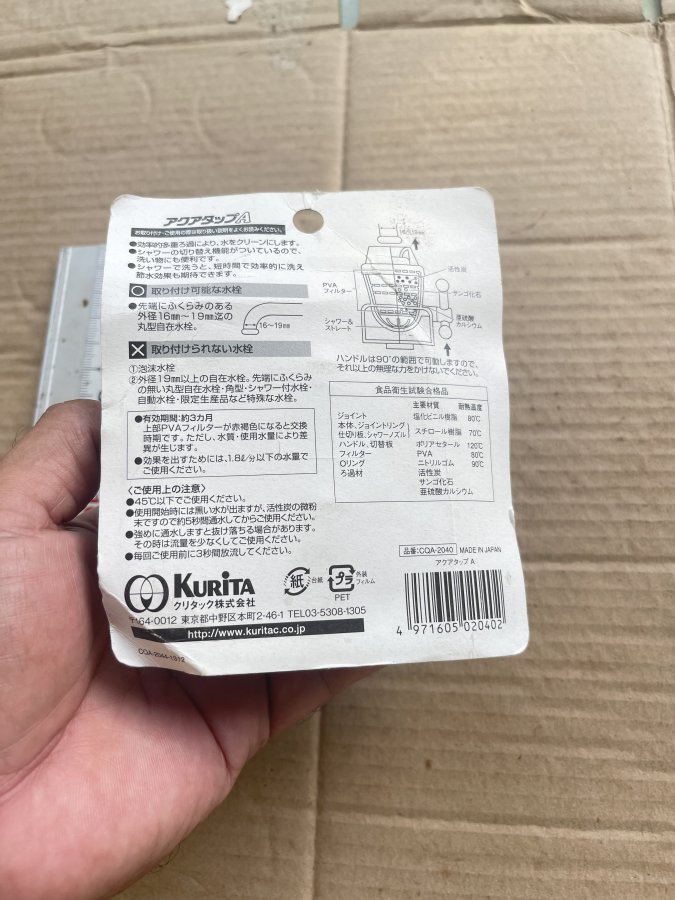 アクアタップA
お取り付け・ご使用の際は取り扱い説明をよくお読みください。
●効率的多重ろ過により、水をクリーンにします。
●シャワーの切り替え機能がついているので、
洗い物にも便利です。
●シャワーで洗うと、短時間で効率的に洗え
節水効果も期待できます。
取り付け可能な水栓
●先端にふくらみのある
外径16mm〜19mm迄の
丸型自在水栓。
16〜19mm
取り付けられない水栓
①泡沫水栓
②外径19mm以上の自在水栓。先端にふくらみ
の無い丸型自在水栓・角型・シャワー付水栓・
自動水栓・限定生産品など特殊な水栓。
●有効期間：約3カ月
上部PVAフィルターが赤褐色になると交換
時期です。ただし、水質・使用水量により差
異が生じます。
●効果を出すためには、1.8ℓ/分以下の水量で
ご使用ください。
〈ご使用上の注意〉
●45℃以下でご使用ください。
●使用開始時には黒い水が出ますが、活性炭の微粉
末ですので約5秒間通水してからご使用ください。
●強めに通水しますと抜け落ちる場合があります。
その時は流量を少なくしてご使用ください。
●毎回ご使用前に3秒間放流してください。
KURITA
クリタック株式会社
〒164-0012 東京都中野区本町2-46-1 TEL03-5308-1305
http://www.kuritac.co.jp
CQA-2044-1312
紙 台紙
プラ 外装フィルム
PET
PVA
フィルター
シャワー&
ストレート
活性炭
サンゴ化石
亜硫酸
カルシウム
ハンドルは90°の範囲で可動しますので、
それ以上の無理な力をかけないでください。
食品衛生試験合格品
主要材質 耐熱温度
ジョイント 塩化ビニル樹脂 80℃
本体、ジョイントリング
仕切り板、シャワーノズル スチロール樹脂 70℃
ハンドル、切替板 ポリアセタール 120℃
フィルター PVA 80℃
Oリング ニトリルゴム 90℃
ろ過材 活性炭
サンゴ化石
亜硫酸カルシウム
品番：CQA-2040 MADE IN JAPAN
アクアタップ A
4 971605 020402